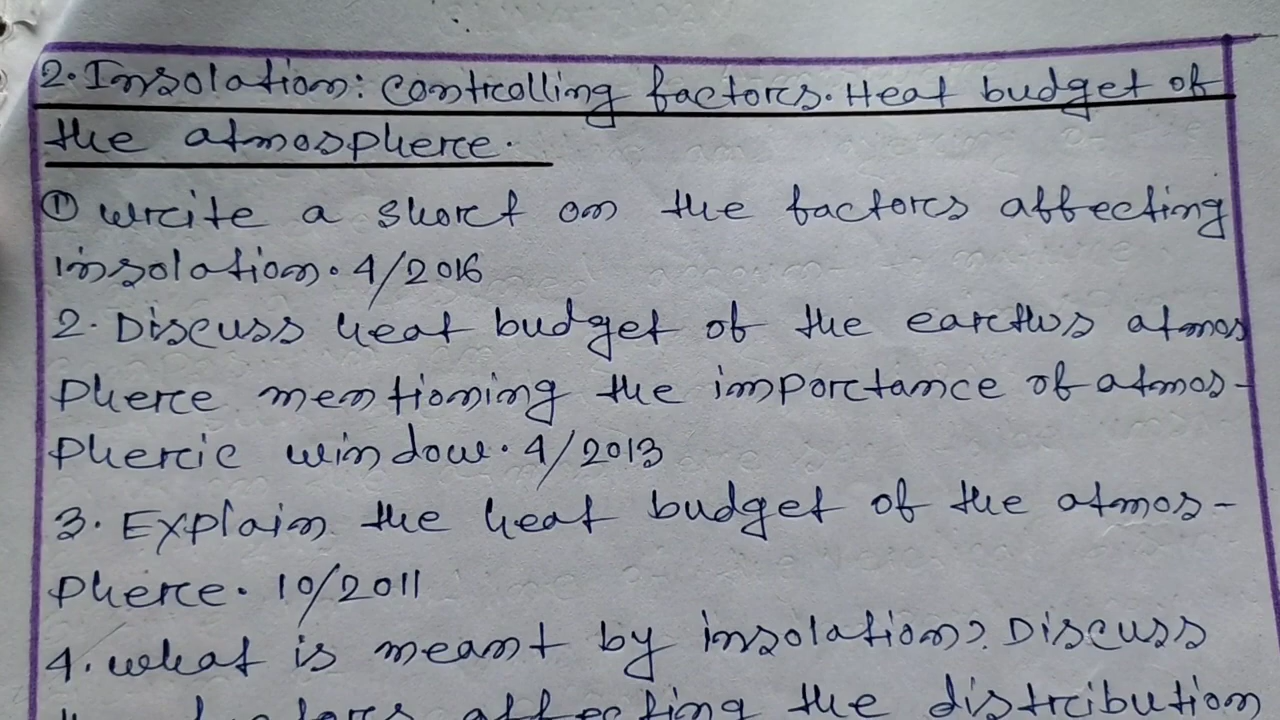 2. Insolation: Controlling factors. Heat budget of
the atmosphere.
① Write a short on the factors affecting
insolation. 4/2016
2. Discuss heat budget of the earths atmos
phere mentioning the importance of atmos-
pheric window. 4/2013
3. Explain the heat budget of the atmos-
phere. 10/2011
4. What is meant by insolation? Discuss
factors affecting the distribution